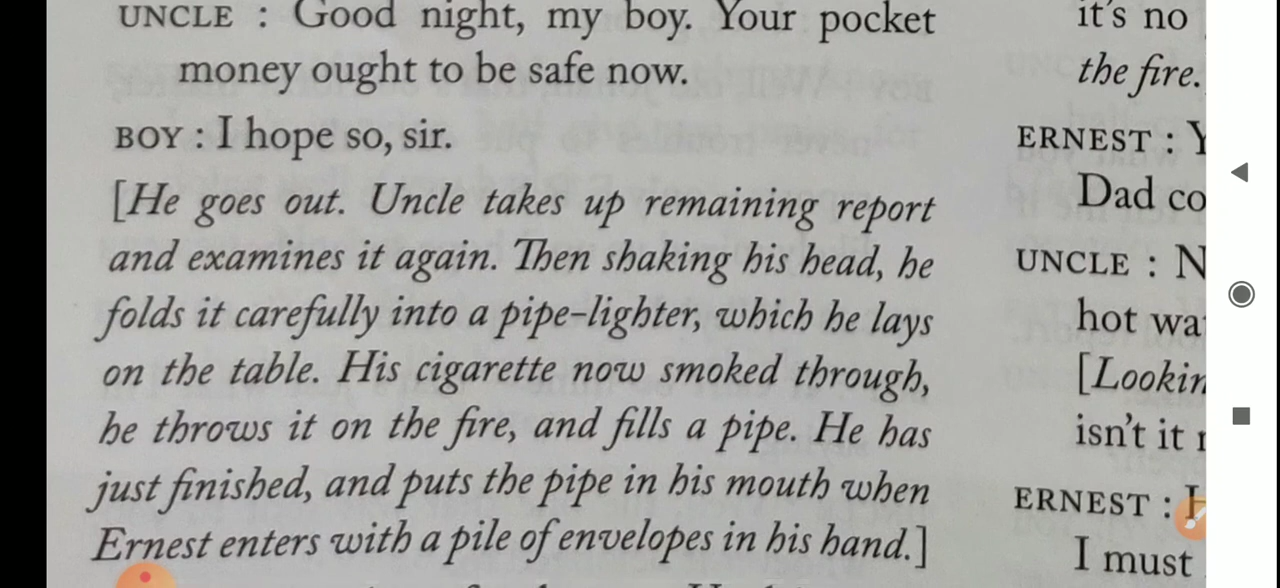 UNCLE : Good night, my boy. Your pocket
money ought to be safe now.
BOY : I hope so, sir.
[He goes out. Uncle takes up remaining report
and examines it again. Then shaking his head, he
folds it carefully into a pipe-lighter, which he lays
on the table. His cigarette now smoked through,
he throws it on the fire, and fills a pipe. He has
just finished, and puts the pipe in his mouth when
Ernest enters with a pile of envelopes in his hand.]
it's no
the fire.
ERNEST : Y
Dad co
UNCLE : N
hot wa
[Lookin
isn't it
ERNEST : I
I must